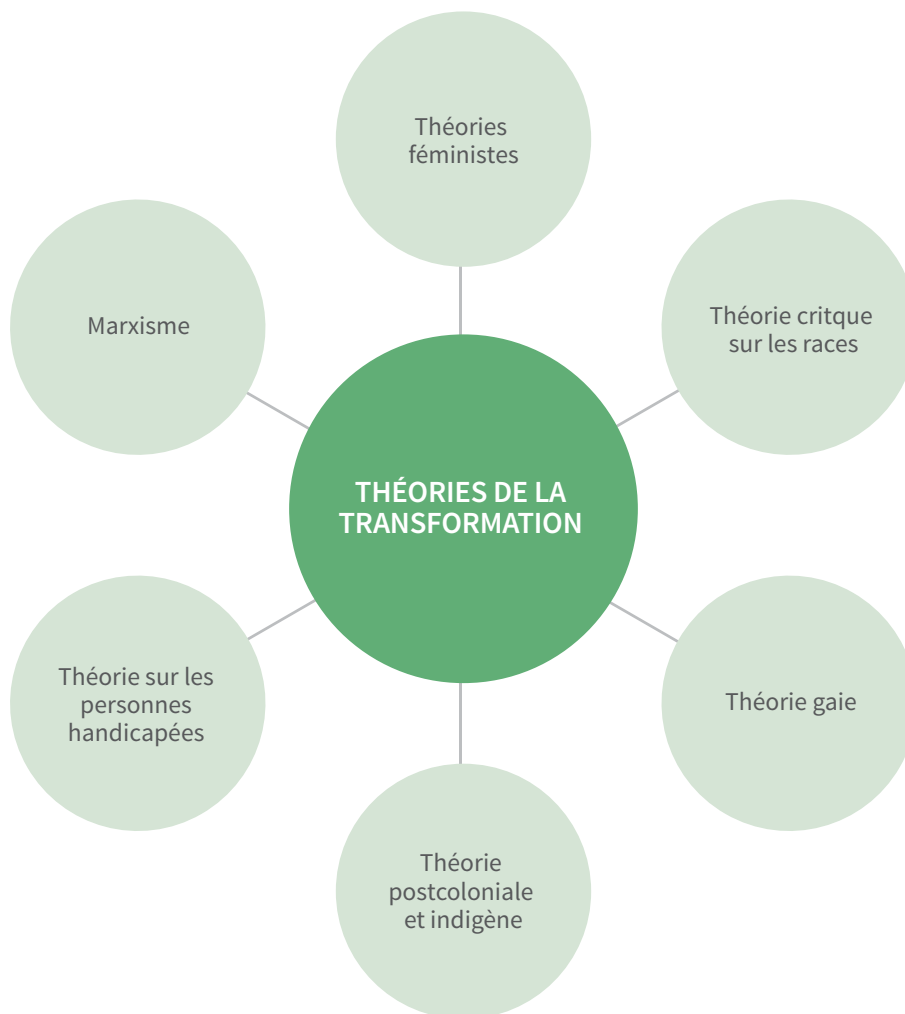 Théories
féministes
Marxisme
Théorie critque
sur les races
THÉORIES DE LA
TRANSFORMATION
Théorie sur les
personnes
handicapées
Théorie gaie
Théorie
postcoloniale
et indigène